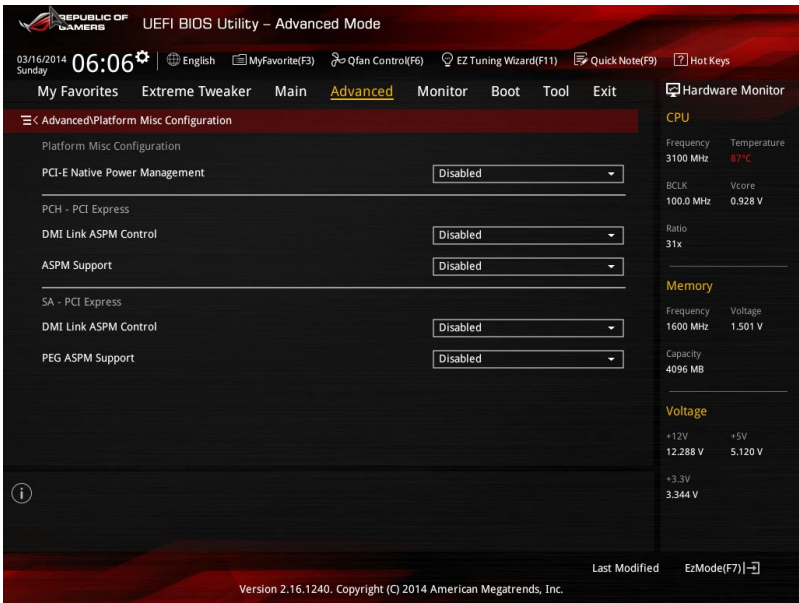 REPUBLIC OF GAMERS UEFI BIOS Utility – Advanced Mode
03/16/2014 Sunday 06:06 English MyFavorite(F3) Qfan Control(F6) EZ Tuning Wizard(F11) Quick Note(F9) ? Hot Keys
My Favorites Extreme Tweaker Main Advanced Monitor Boot Tool Exit
Advanced\Platform Misc Configuration
Platform Misc Configuration
PCI-E Native Power Management Disabled
PCH - PCI Express
DMI Link ASPM Control Disabled
ASPM Support Disabled
SA - PCI Express
DMI Link ASPM Control Disabled
PEG ASPM Support Disabled
Hardware Monitor
CPU
Frequency Temperature
3100 MHz 87°C
BCLK Vcore
100.0 MHz 0.928 V
Ratio
31x
Memory
Frequency Voltage
1600 MHz 1.501 V
Capacity
4096 MB
Voltage
+12V +5V
12.288 V 5.120 V
+3.3V
3.344 V
Last Modified EzMode(F7)
Version 2.16.1240. Copyright (C) 2014 American Megatrends, Inc.